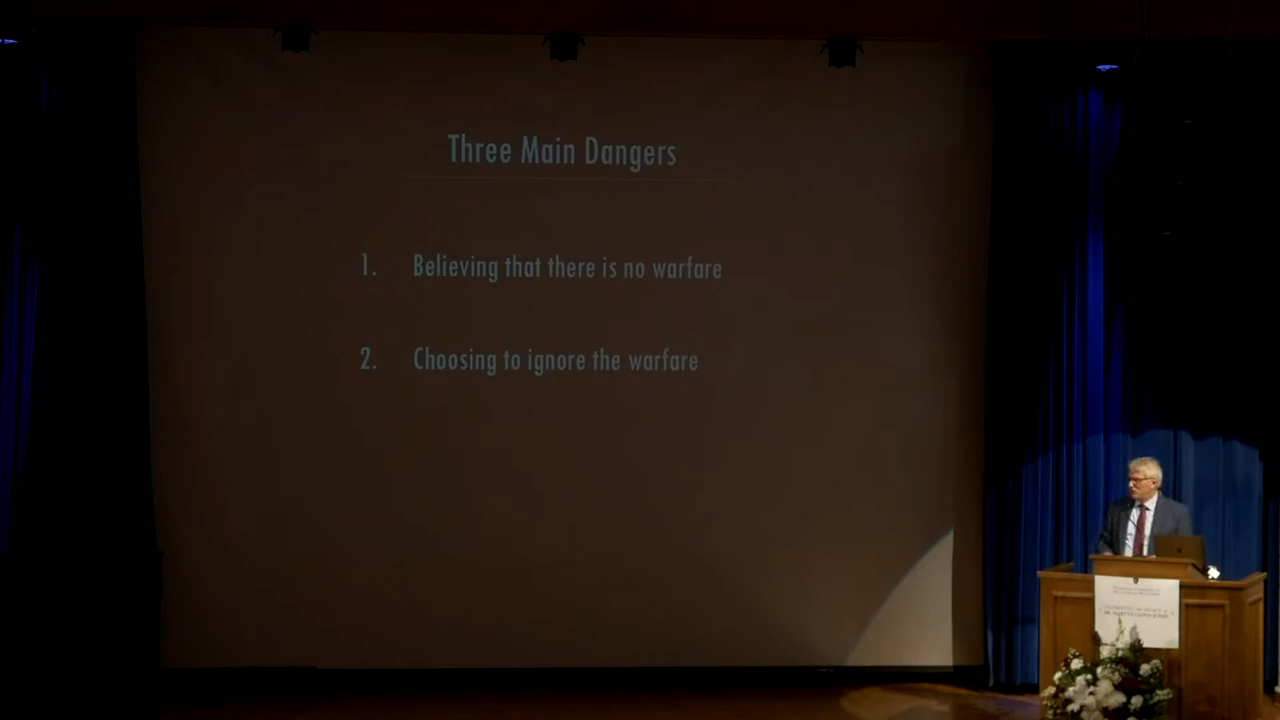 Three Main Dangers
1. Believing that there is no warfare
2. Choosing to ignore the warfare